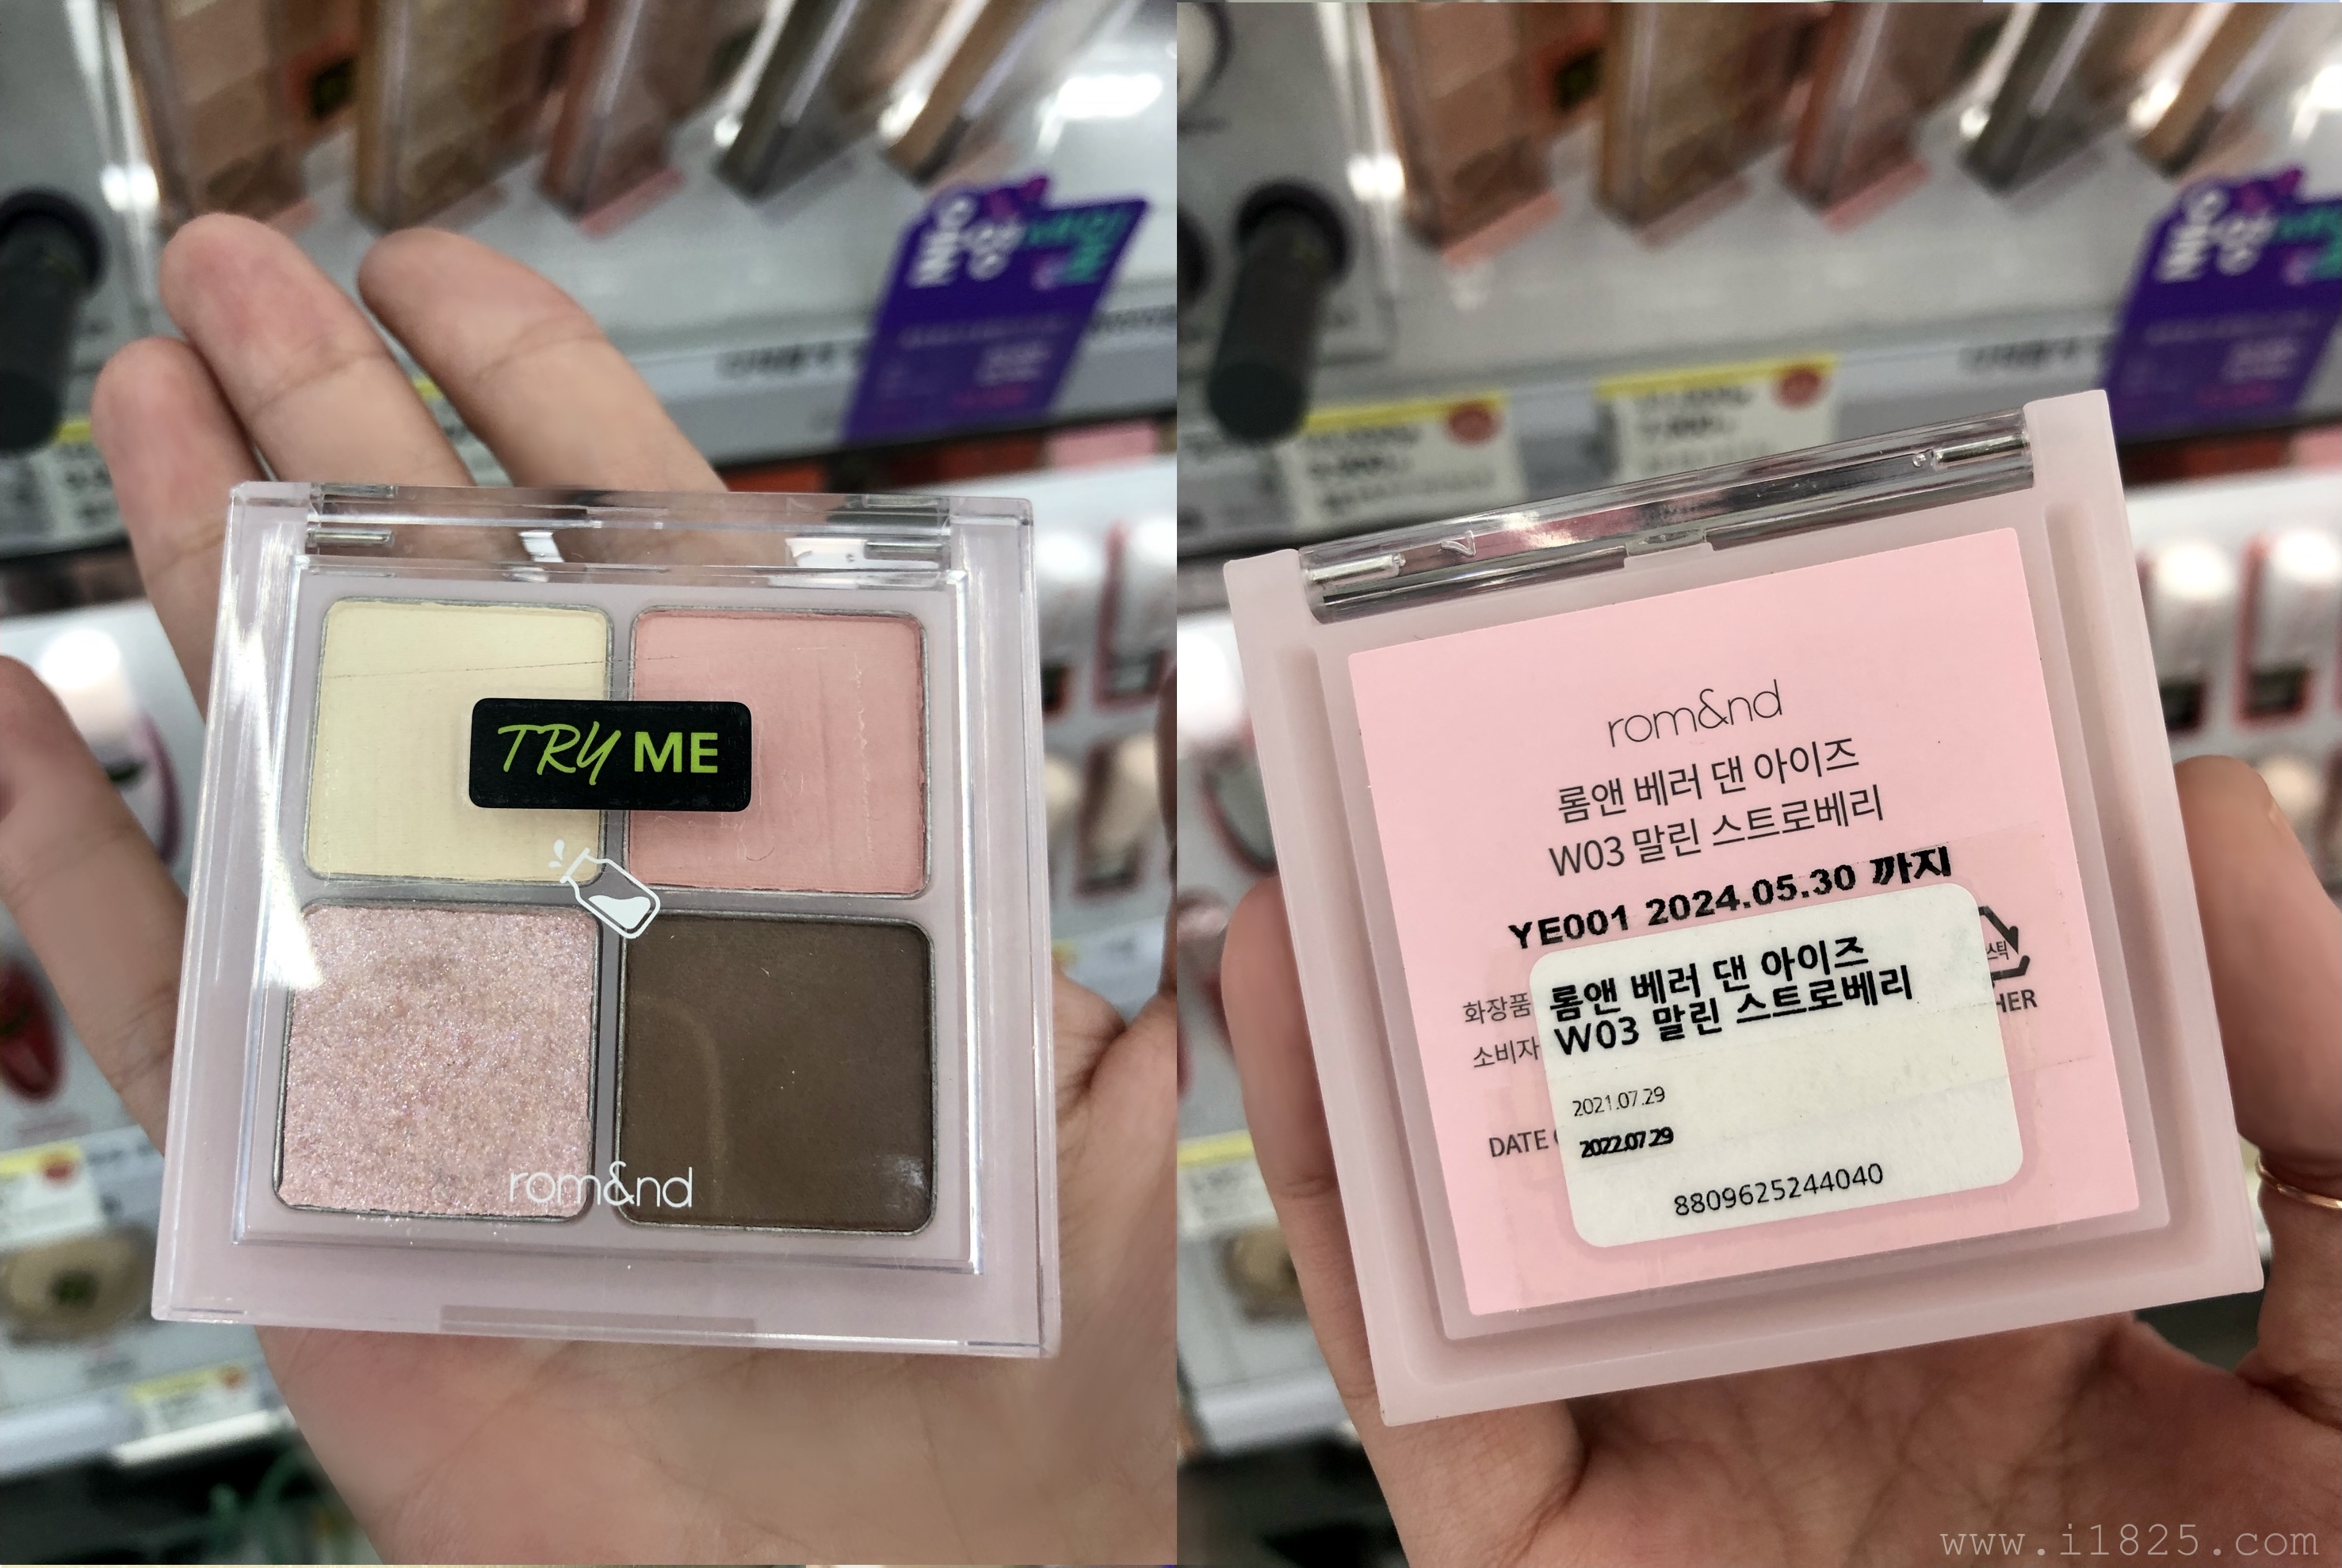 TRY ME
rom&nd
rom&nd
롬앤 베러 댄 아이즈
W03 말린 스트로베리
YE001 2024.05.30 까지
롬앤 베러 댄 아이즈
W03 말린 스트로베리
스틱
화장품
HER
소비자
2021.07.29
DATE
2022.07.29
8809625244040
www.i1825.com